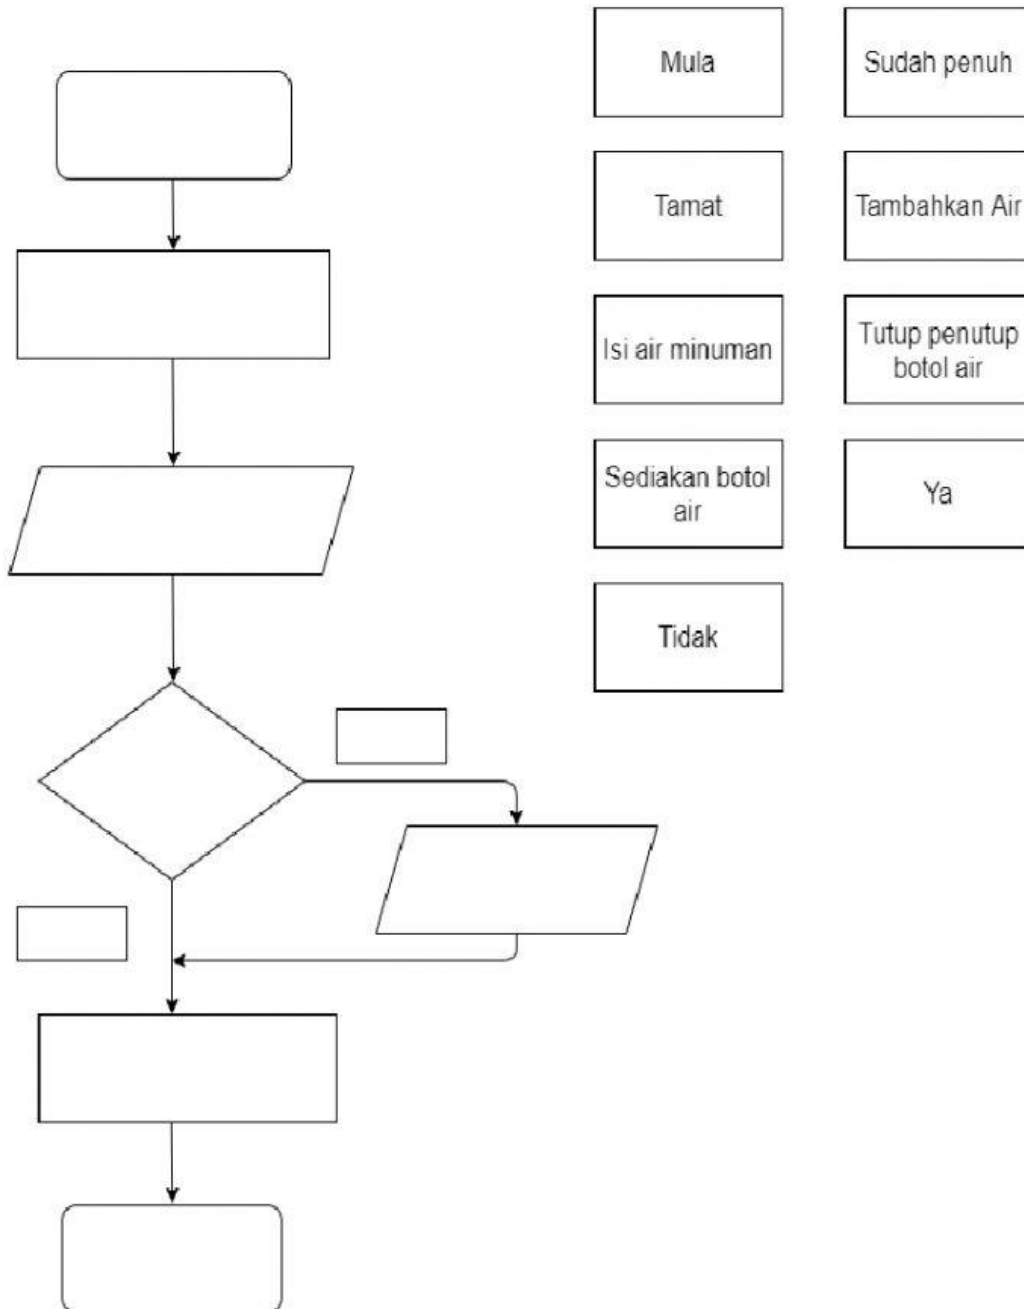 Mula
Sudah penuh
Tamat
Tambahkan Air
Isi air minuman
Tutup penutup
botol air
Sediakan botol
air
Ya
Tidak